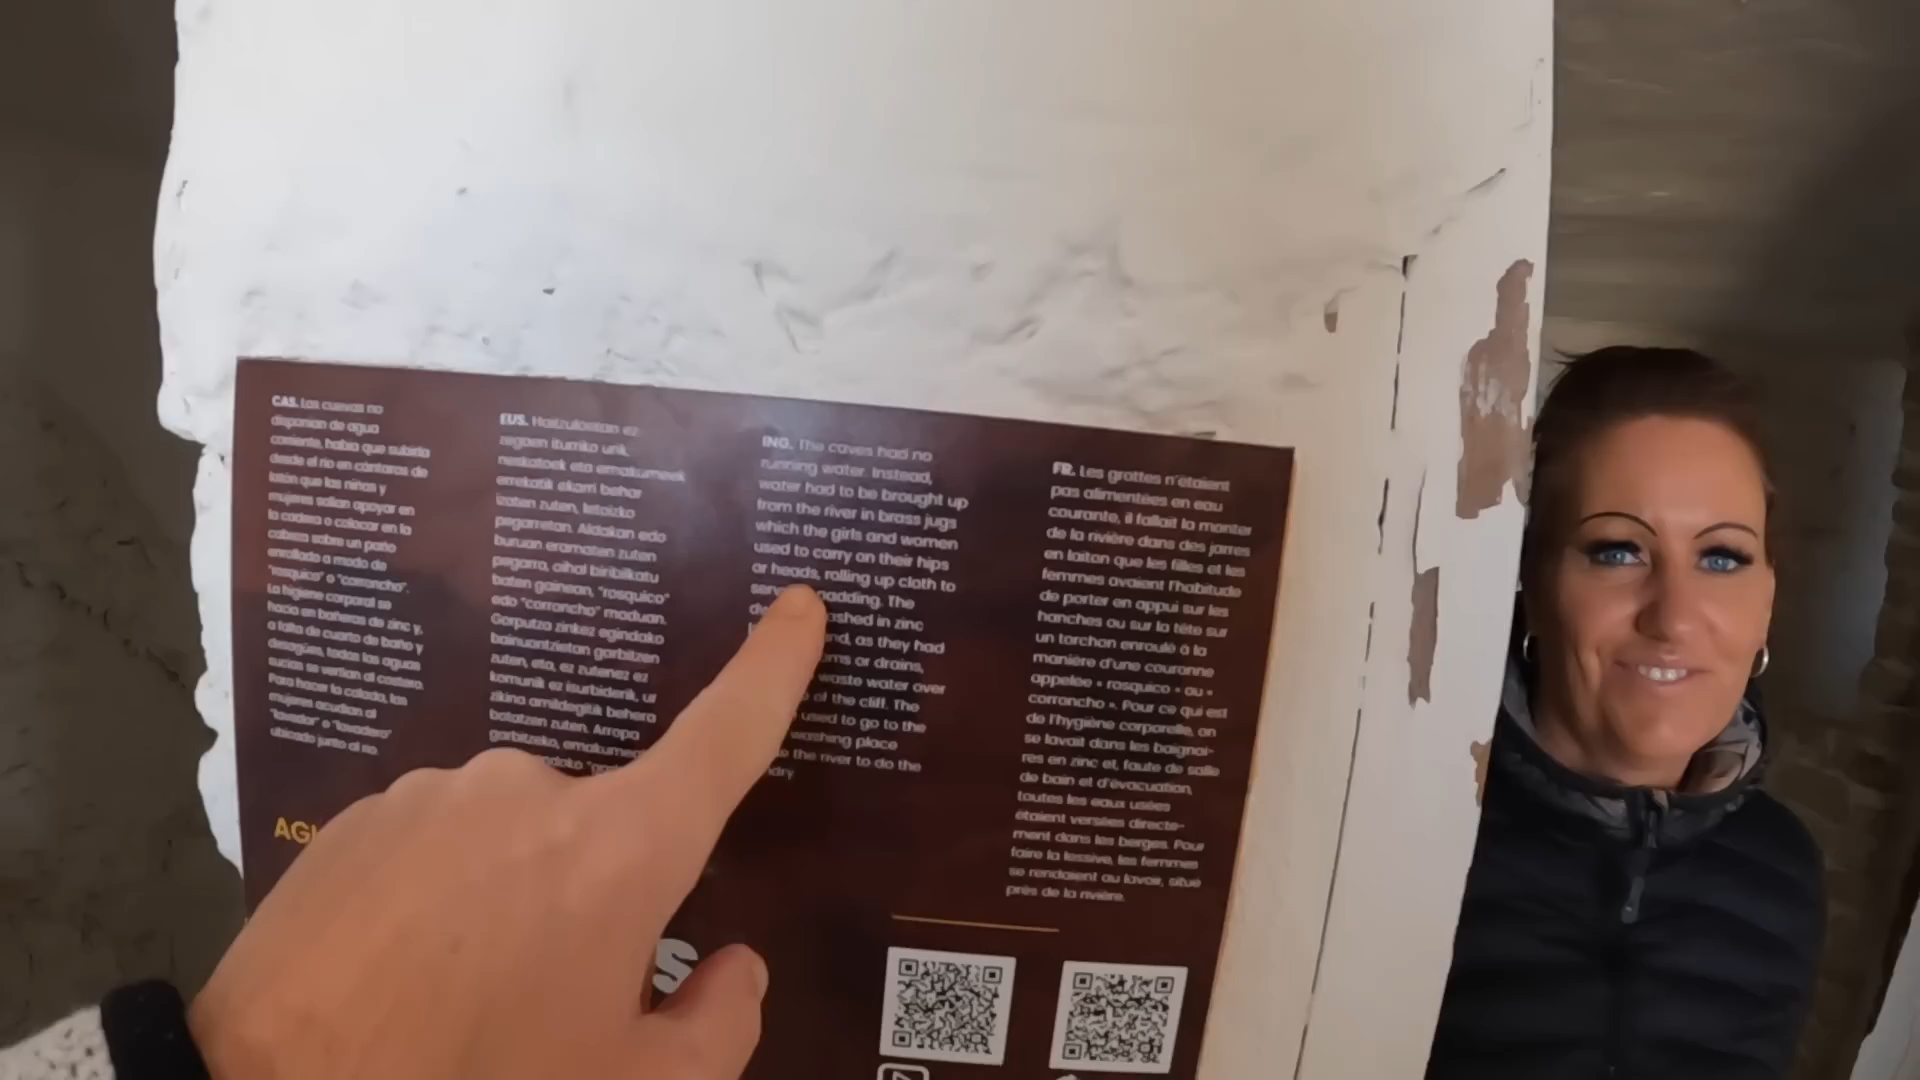 CAS. Las cuevas no
disponían de agua
corriente, había que subirla
desde el río en cántaros de
latón que las niñas y
mujeres solían apoyar en
la cadera o colocar en la
cabeza sobre un paño
enrollado a modo de
"rosquico" o "corroncho".
La higiene corporal se
hacía en bañeras de zinc y,
a falta de cuarto de baño y
desagües, todas las aguas
sucias se vertían al castero.
Para hacer la colada, las
mujeres acudían al
"lavador" o "lavadero"
ubicado junto al río.
EUS. Haitzuloetan ez
zegoen iturriko urik,
neskatoek eta emakumeek
errekatik ekarri behar
izaten zuten, letoizko
pegarretan. Aldakan edo
buruan eramaten zuten
pegarra, oihal biribilkatu
baten gainean, "rosquico"
edo "corroncho" moduan.
Gorputza zinkez egindako
bainuontzietan garbitzen
zuten, eta, ez zutenez ez
komunik ez isurbiderik, ur
zikina amildegitik behera
botatzen zuten. Arropa
garbitzeko, emakumeak
ING. The caves had no
running water. Instead,
water had to be brought up
from the river in brass jugs
which the girls and women
used to carry on their hips
or heads, rolling up cloth to
padding. The
ashed in zinc
as they had
or drains,
waste water over
of the cliff. The
used to go to the
washing place
the river to do the
FR. Les grottes n'étaient
pas alimentées en eau
courante, il fallait la monter
de la rivière dans des jarres
en laiton que les filles et les
femmes avaient l'habitude
de porter en appui sur les
hanches ou sur la tête sur
un torchon enroulé à la
manière d'une couronne
appelée « rosquico » ou «
corroncho ». Pour ce qui est
de l'hygiène corporelle, on
se lavait dans les baignoi-
res en zinc et, faute de salle
de bain et d'évacuation,
toutes les eaux usées
étaient versées directe-
ment dans les berges. Pour
faire la lessive, les femmes
se rendaient au lavoir, situé
près de la rivière.
S